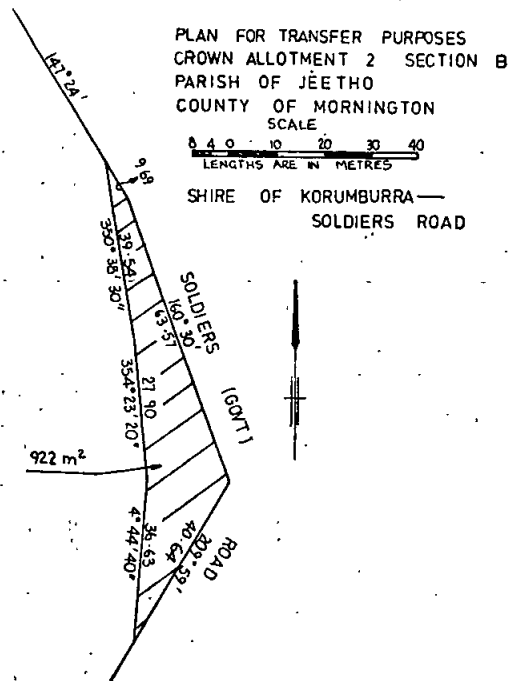 PLAN FOR TRANSFER PURPOSES
CROWN ALLOTMENT 2 SECTION B
PARISH OF JEETHO
COUNTY OF MORNINGTON
SCALE
8 4 0 10 20 30 40
LENGTHS ARE IN METRES
SHIRE OF KORUMBURRA—
SOLDIERS ROAD
147°24'
9.69
39.54
350° 38' 30"
SOLDIERS
160° 30'
63.57
(GOVT)
27.90
354° 23' 20"
922 m²
36.63
4° 44' 40"
ROAD
209° 59'
40.64